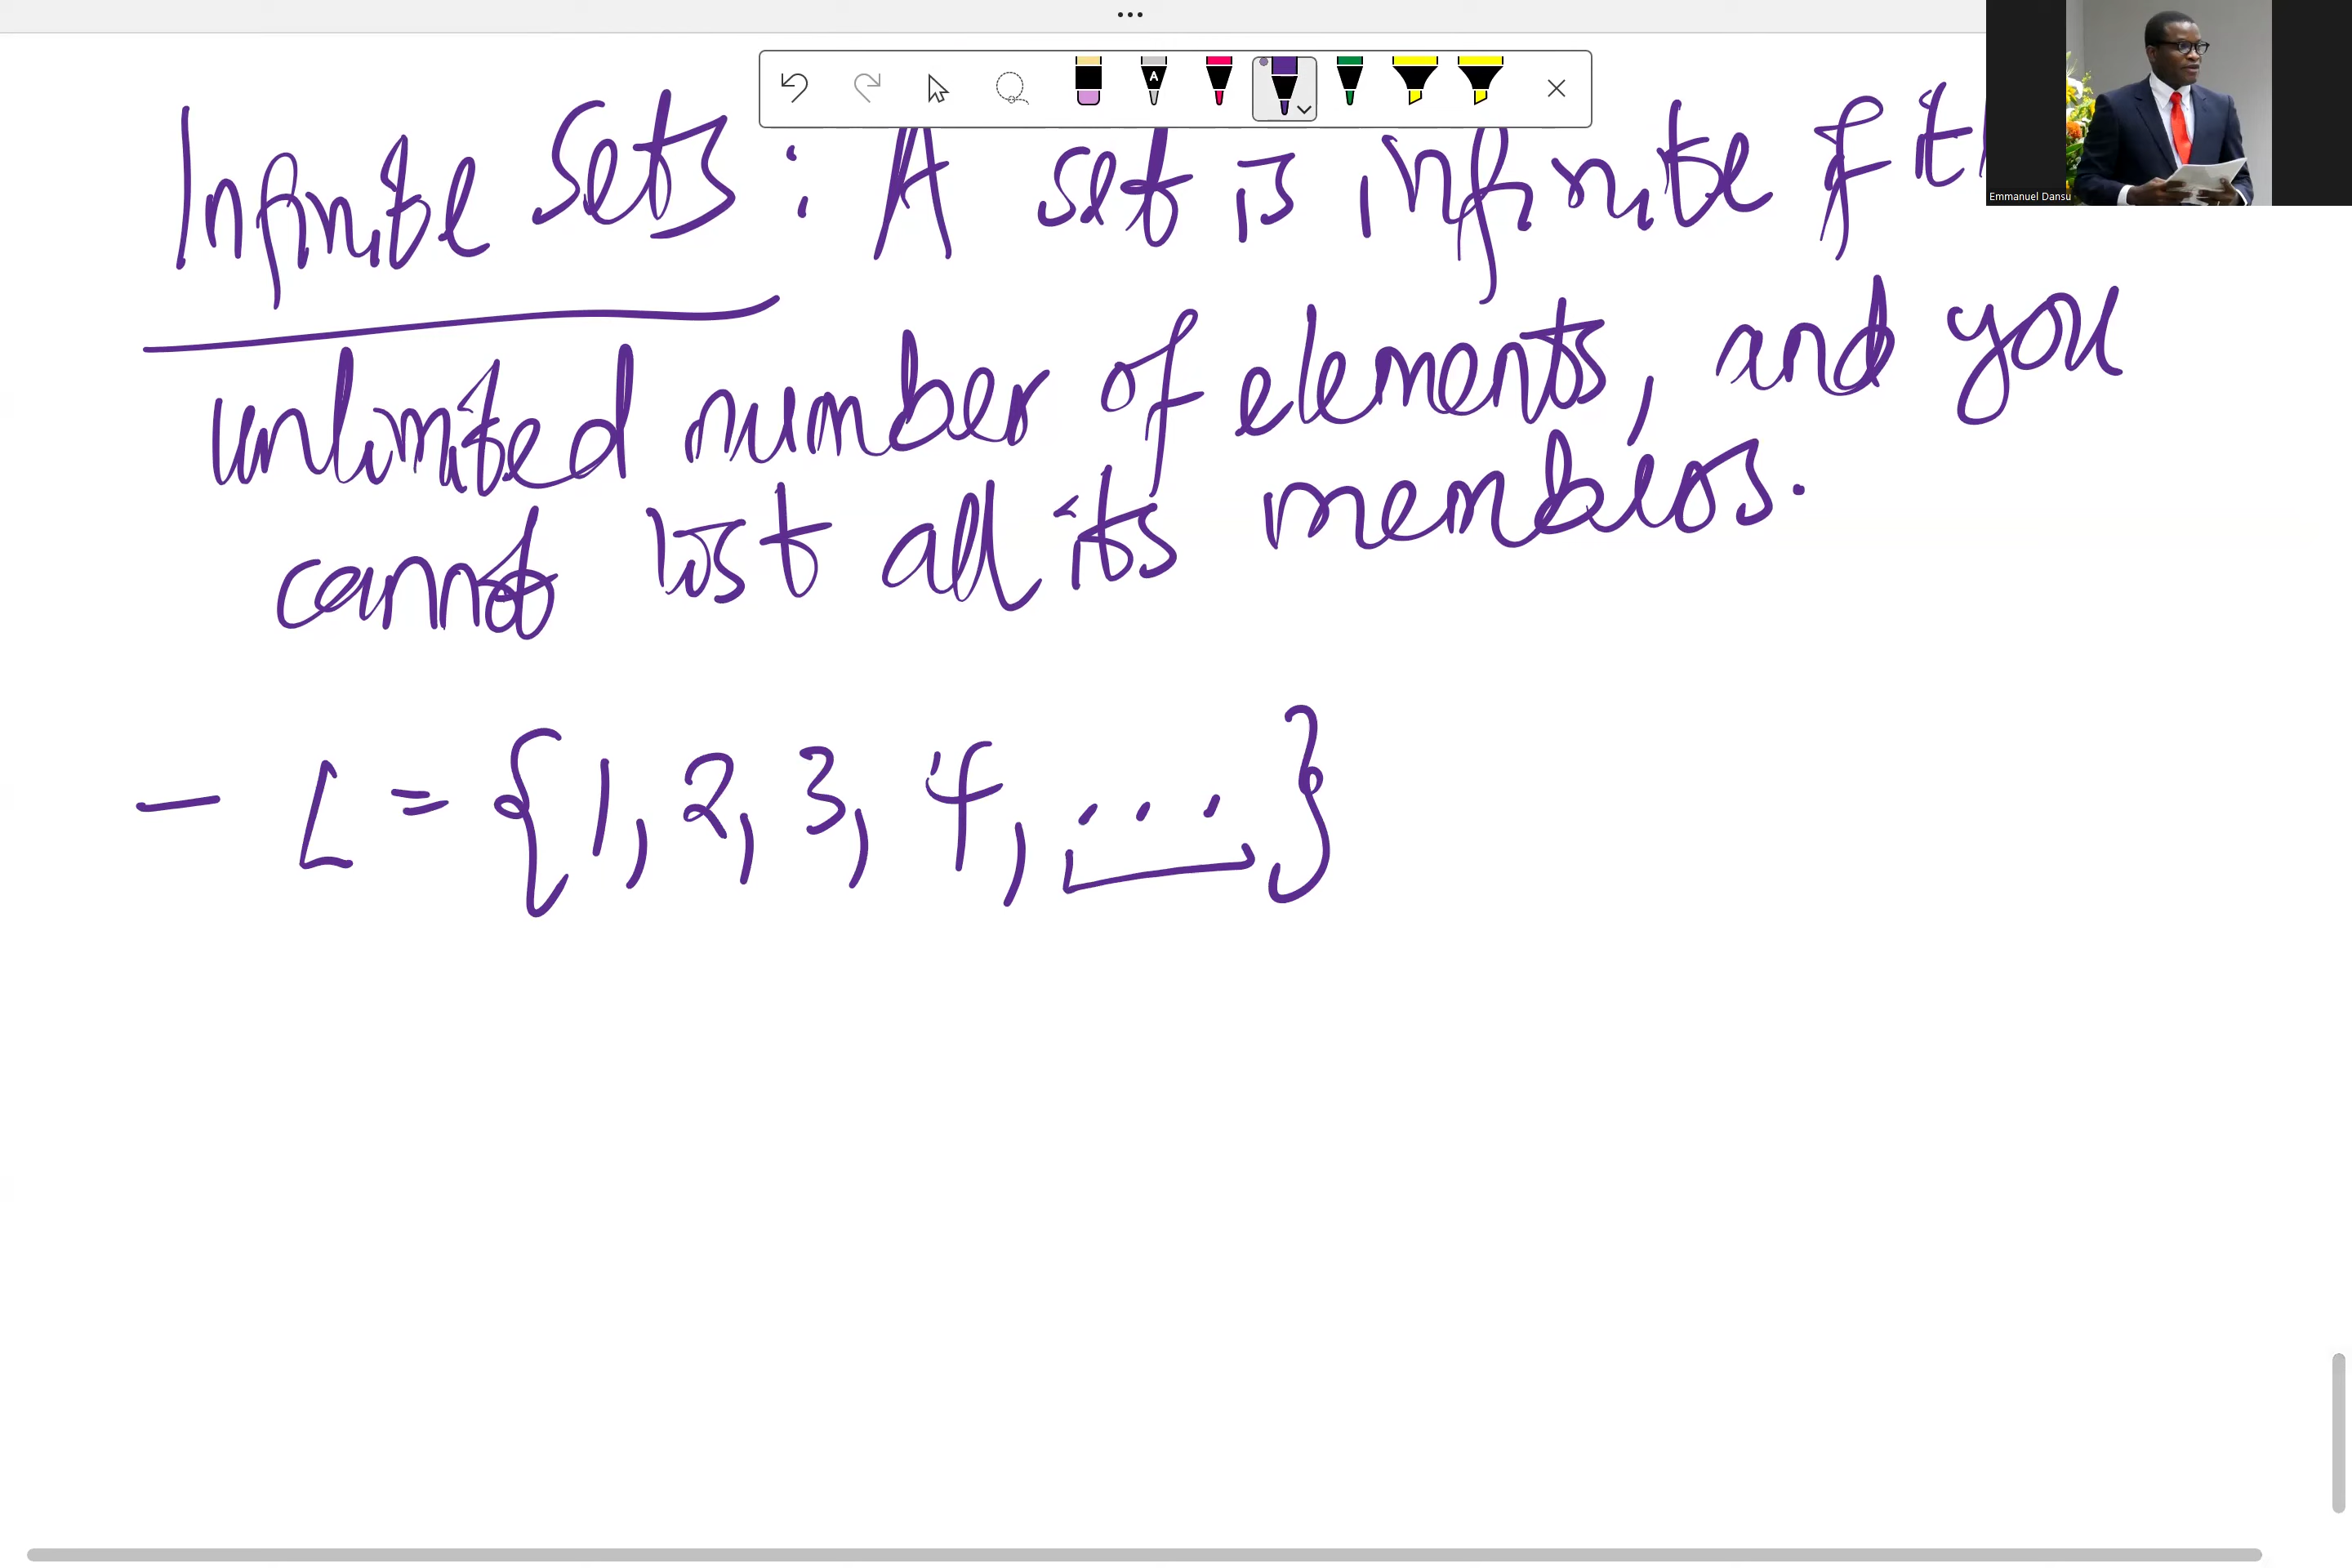 Infinite Sets: A set is infinite if
unlimited number of elements, and you
cannot list all its members.
- L = {1, 2, 3, 4, ...}
A
Emmanuel Dansu